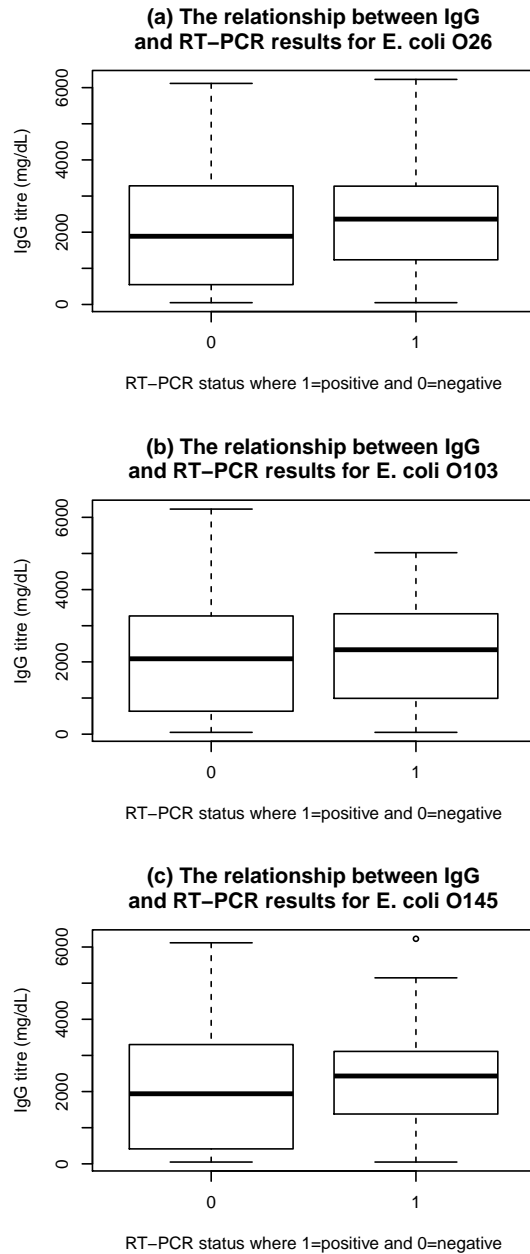 (a) The relationship between IgG
and RT−PCR results for E. coli O26
IgG titre (mg/dL)
6000
4000
2000
0
0 1
RT−PCR status where 1=positive and 0=negative
(b) The relationship between IgG
and RT−PCR results for E. coli O103
IgG titre (mg/dL)
6000
4000
2000
0
0 1
RT−PCR status where 1=positive and 0=negative
(c) The relationship between IgG
and RT−PCR results for E. coli O145
IgG titre (mg/dL)
6000
4000
2000
0
0 1
RT−PCR status where 1=positive and 0=negative